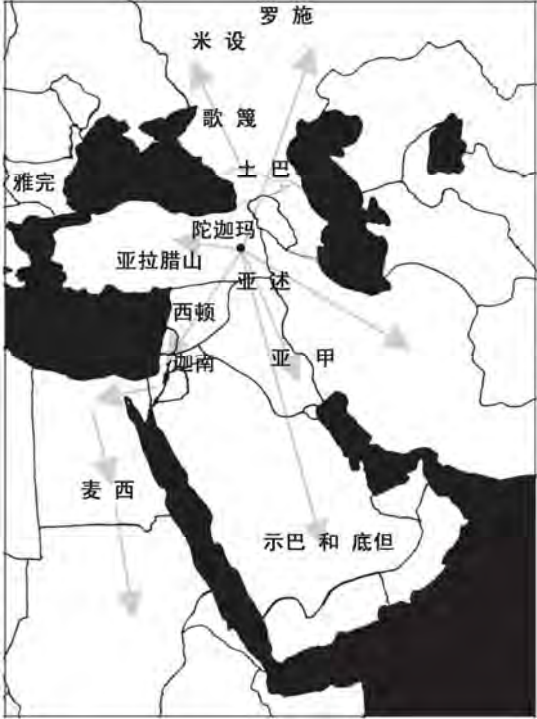 罗 施
米 设
歌 篾
土 巴
雅完
陀迦玛
亚拉腊山
亚 述
西顿
亚 甲
迦南
麦 西
示巴 和 底但